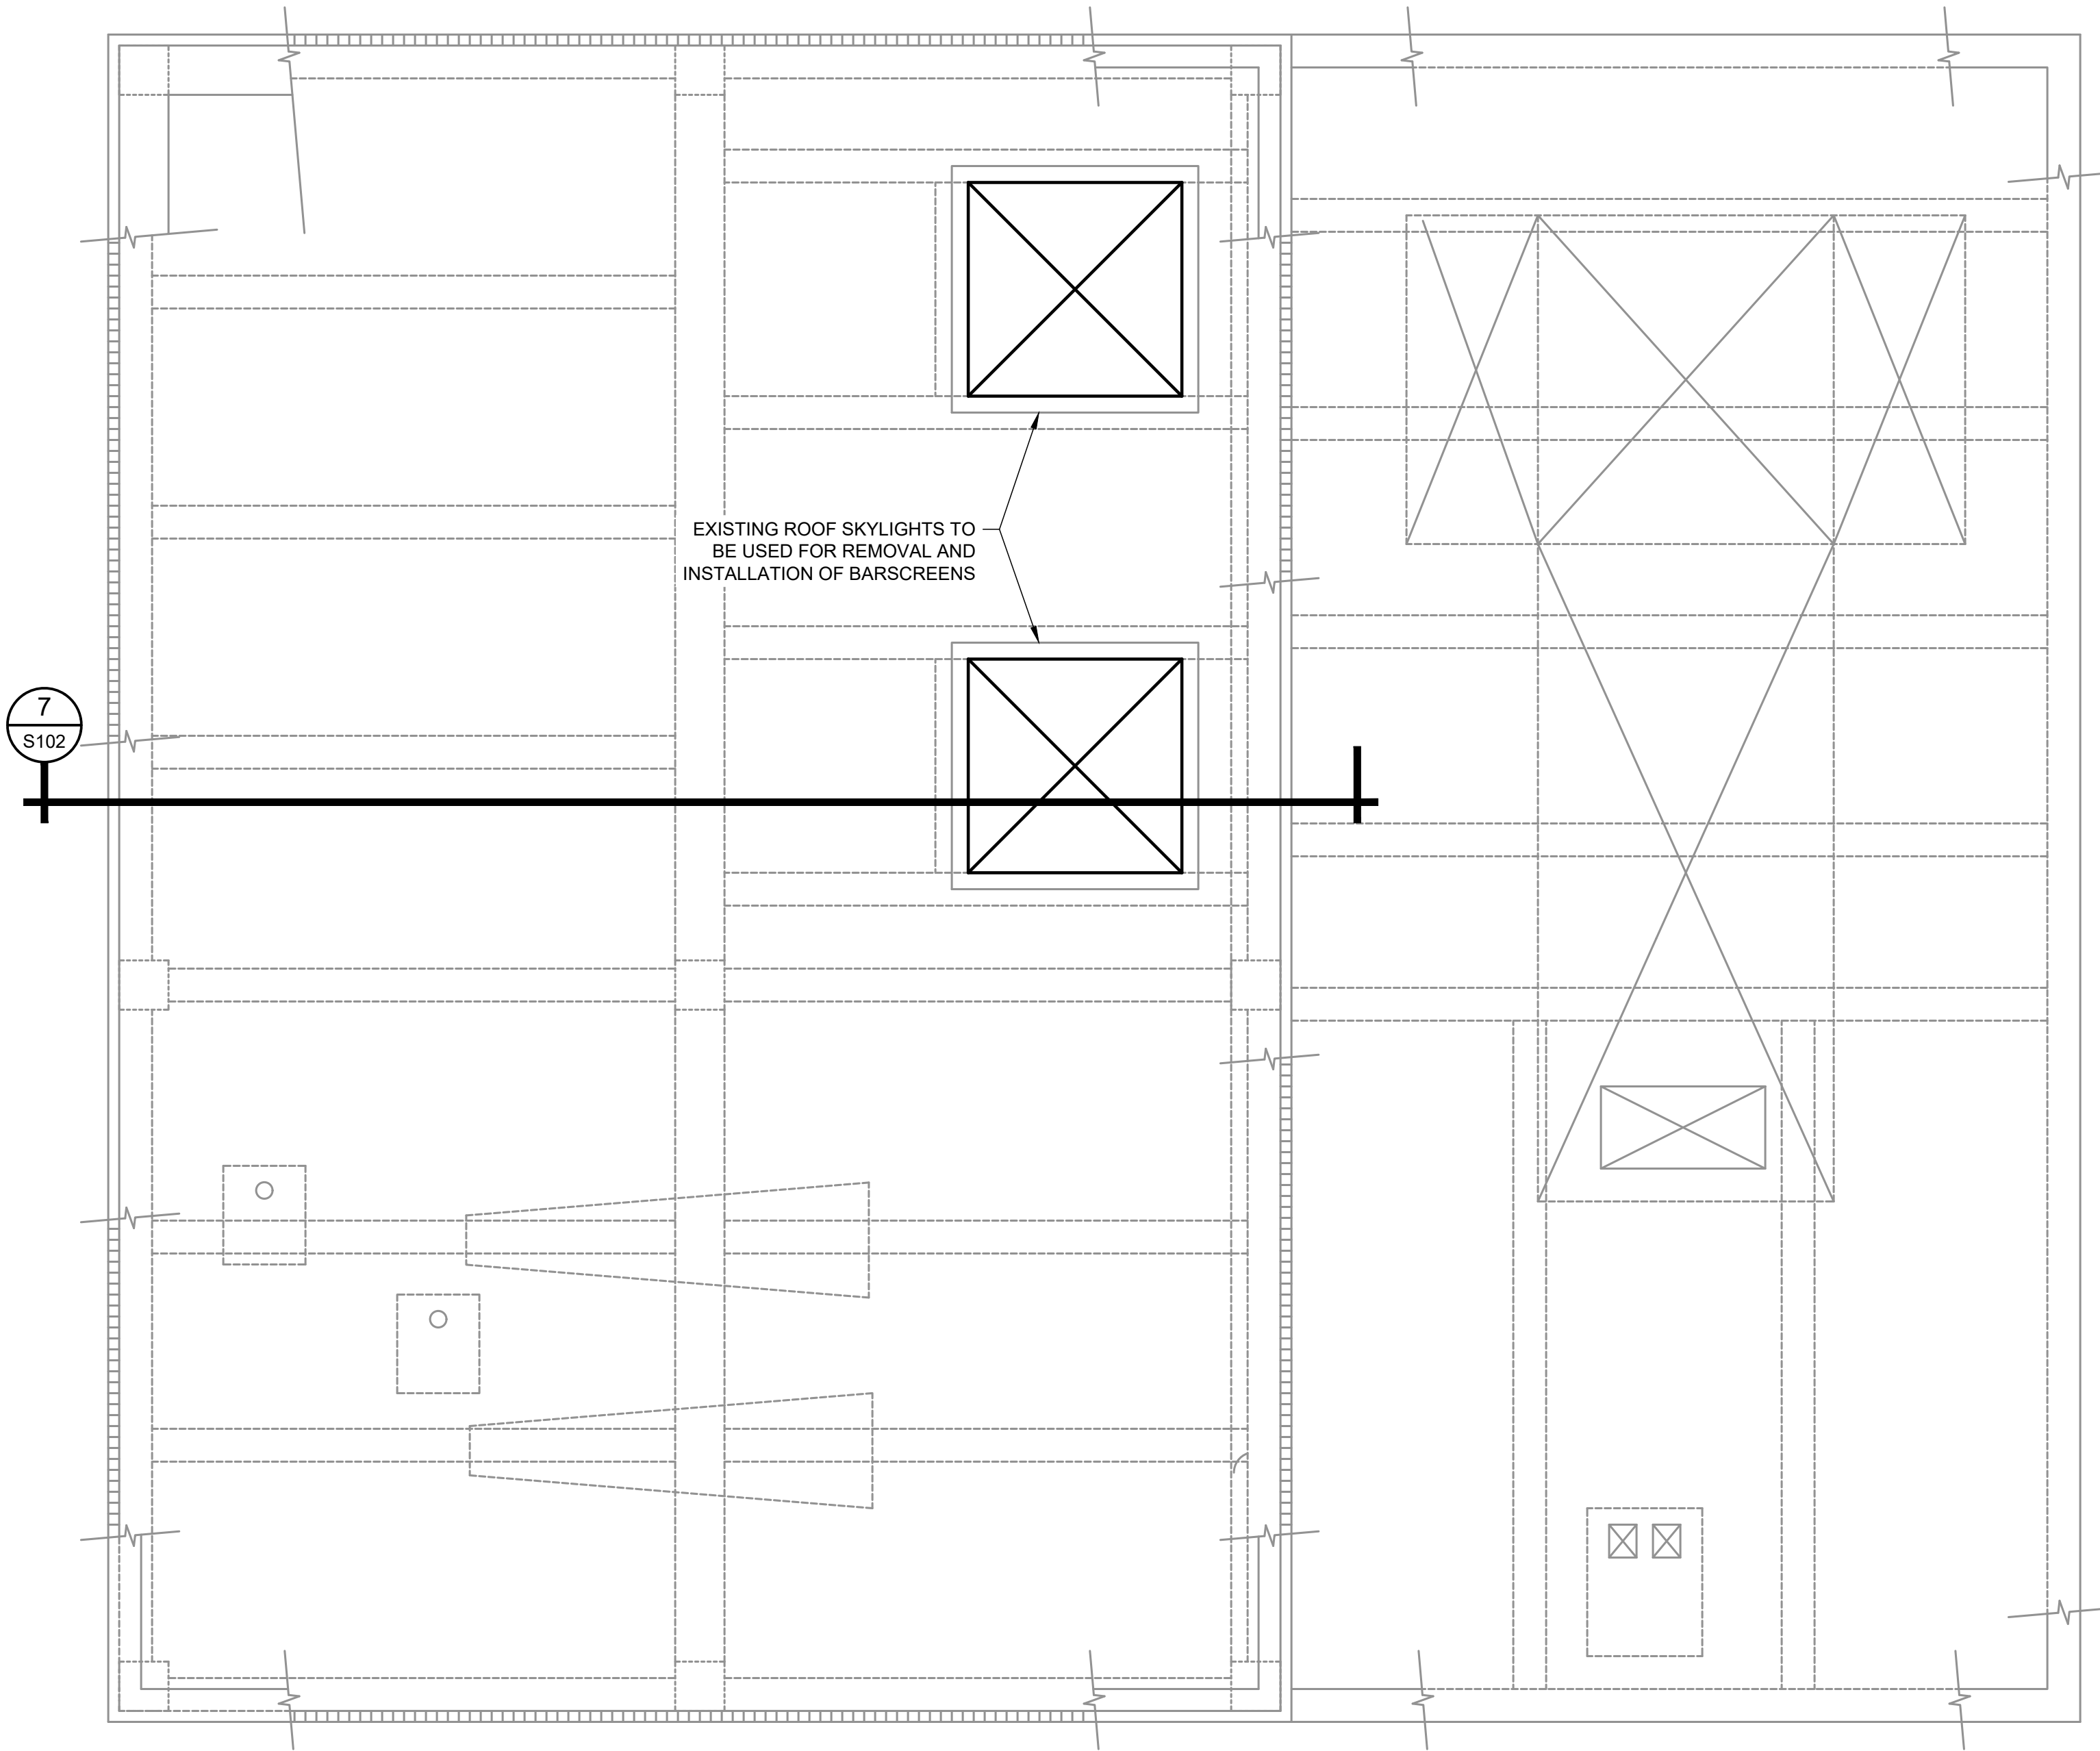 EXISTING ROOF SKYLIGHTS TO
BE USED FOR REMOVAL AND
INSTALLATION OF BARSCREENS
7
S102